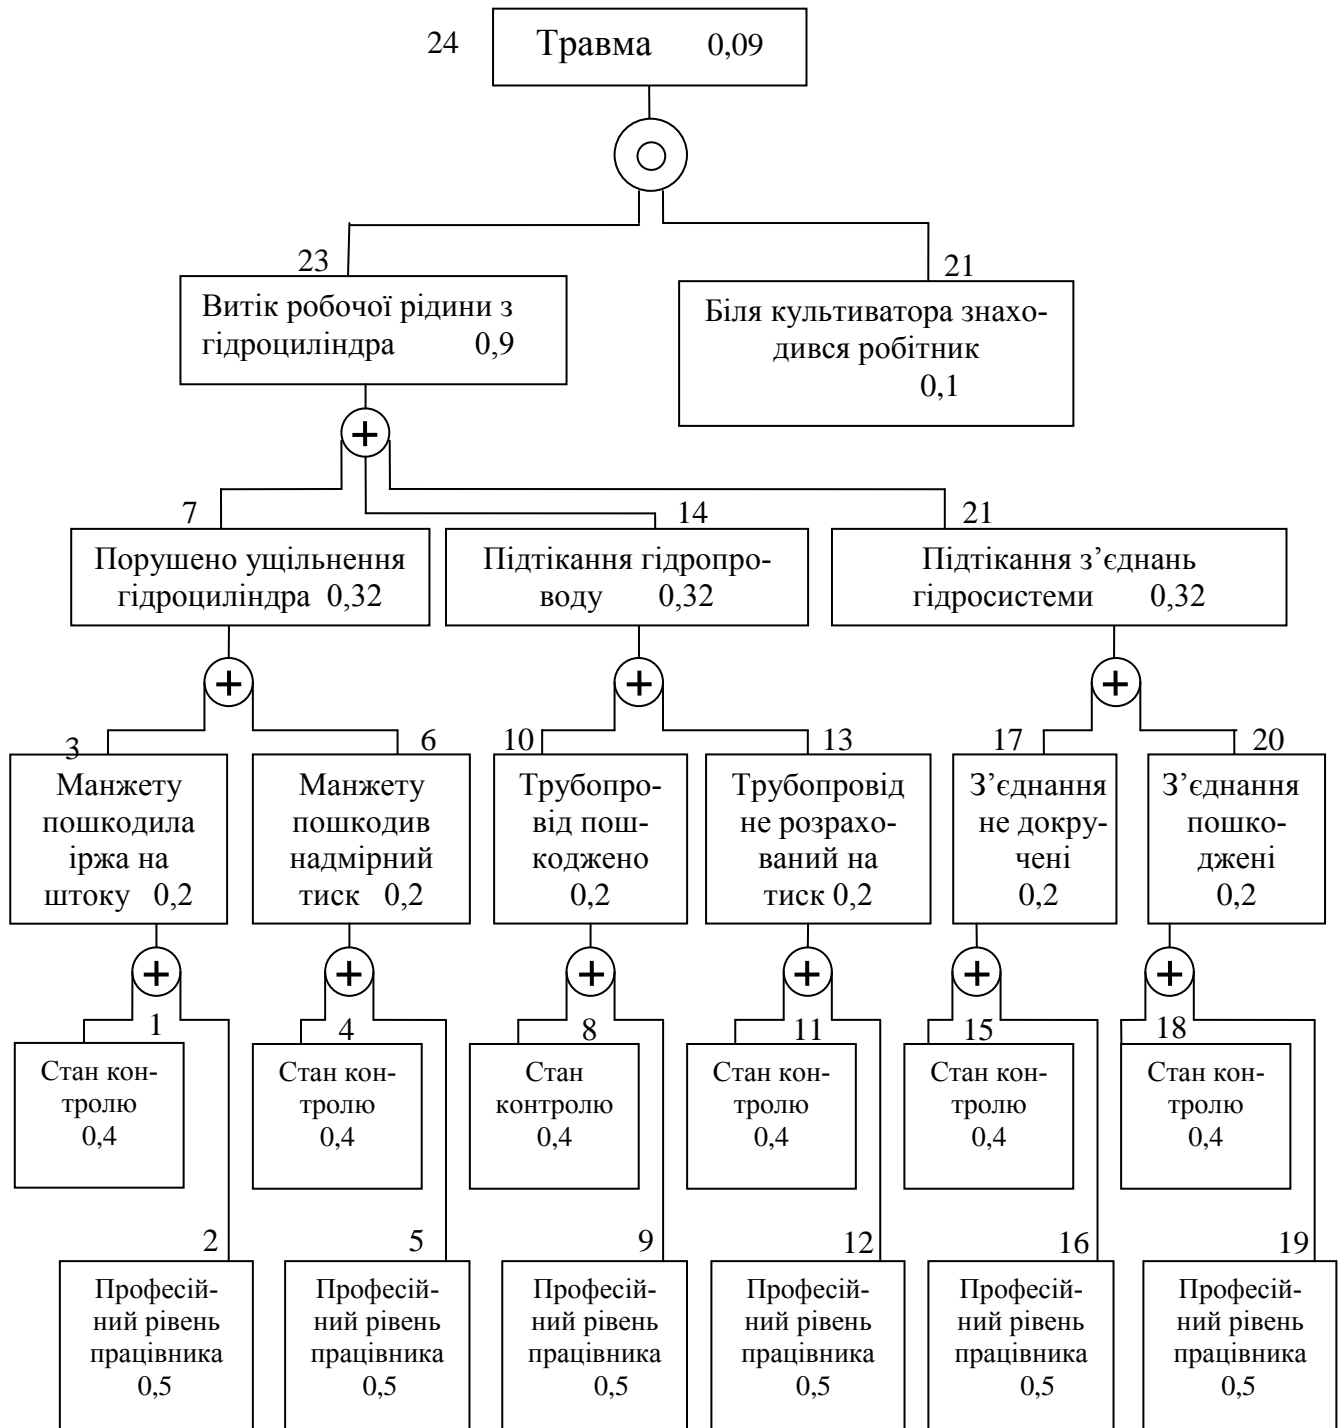 24
Травма 0,09
23
Витік робочої рідини з
гідроциліндра 0,9
21
Біля культиватора знахо-
дився робітник
0,1
+
7
Порушено ущільнення
гідроциліндра 0,32
14
Підтікання гідропро-
воду 0,32
21
Підтікання з’єднань
гідросистеми 0,32
+
+
+
3
Манжету
пошкодила
іржа на
штоку 0,2
6
Манжету
пошкодив
надмірний
тиск 0,2
10
Трубопро-
від пош-
коджено
0,2
13
Трубопровід
не розрахо-
ваний на
тиск 0,2
17
З’єднання
не докру-
чені
0,2
20
З’єднання
пошко-
джені
0,2
+
+
+
+
+
+
1
Стан кон-
тролю
0,4
4
Стан кон-
тролю
0,4
8
Стан
контролю
0,4
11
Стан кон-
тролю
0,4
15
Стан кон-
тролю
0,4
18
Стан кон-
тролю
0,4
2
Професій-
ний рівень
працівника
0,5
5
Професій-
ний рівень
працівника
0,5
9
Професій-
ний рівень
працівника
0,5
12
Професій-
ний рівень
працівника
0,5
16
Професій-
ний рівень
працівника
0,5
19
Професій-
ний рівень
працівника
0,5